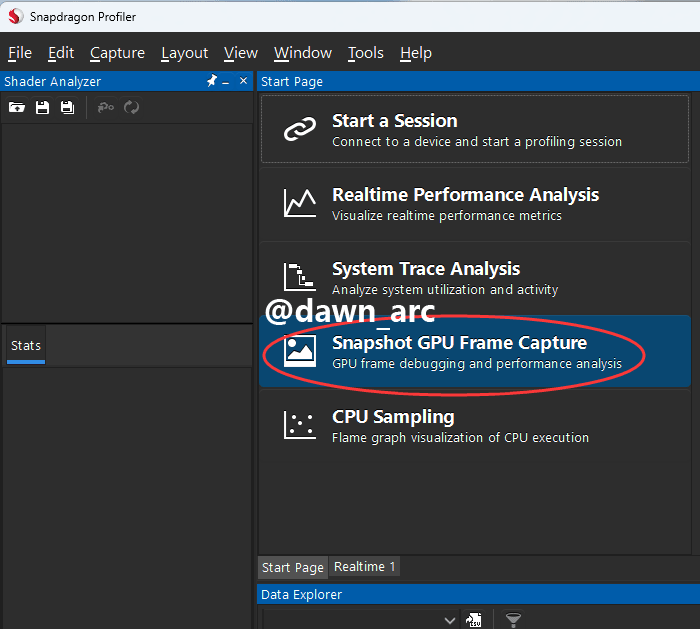 Snapdragon Profiler
File Edit Capture Layout View Window Tools Help
Shader Analyzer
Start Page
Start a Session
Connect to a device and start a profiling session
Realtime Performance Analysis
Visualize realtime performance metrics
System Trace Analysis
Analyze system utilization and activity
@dawn_arc
Stats
Snapshot GPU Frame Capture
GPU frame debugging and performance analysis
CPU Sampling
Flame graph visualization of CPU execution
Start Page Realtime 1
Data Explorer